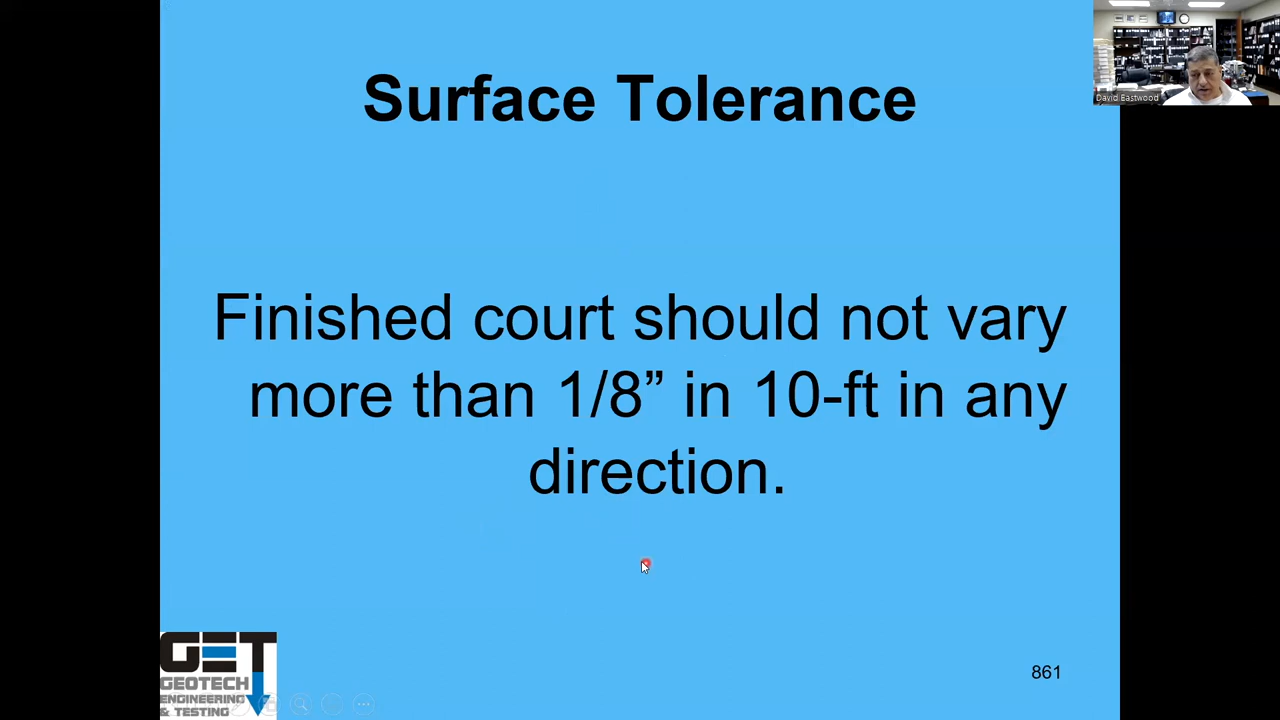 Surface Tolerance
David Eastwood
Finished court should not vary
more than 1/8” in 10-ft in any
direction.
GET
GEOTECH
ENGINEERING
& TESTING
861